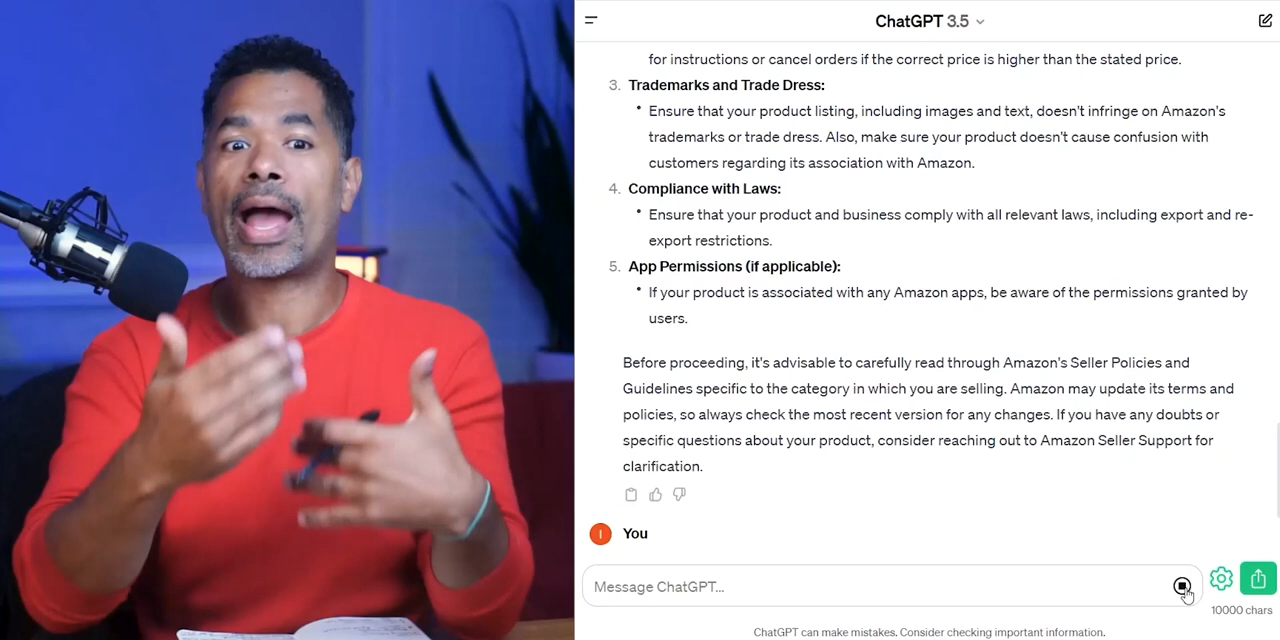 ChatGPT 3.5
for instructions or cancel orders if the correct price is higher than the stated price.
3. Trademarks and Trade Dress:
• Ensure that your product listing, including images and text, doesn't infringe on Amazon's
trademarks or trade dress. Also, make sure your product doesn't cause confusion with
customers regarding its association with Amazon.
4. Compliance with Laws:
• Ensure that your product and business comply with all relevant laws, including export and re-
export restrictions.
5. App Permissions (if applicable):
• If your product is associated with any Amazon apps, be aware of the permissions granted by
users.
Before proceeding, it's advisable to carefully read through Amazon's Seller Policies and
Guidelines specific to the category in which you are selling. Amazon may update its terms and
policies, so always check the most recent version for any changes. If you have any doubts or
specific questions about your product, consider reaching out to Amazon Seller Support for
clarification.
I You
Message ChatGPT...
10000 chars
ChatGPT can make mistakes. Consider checking important information.